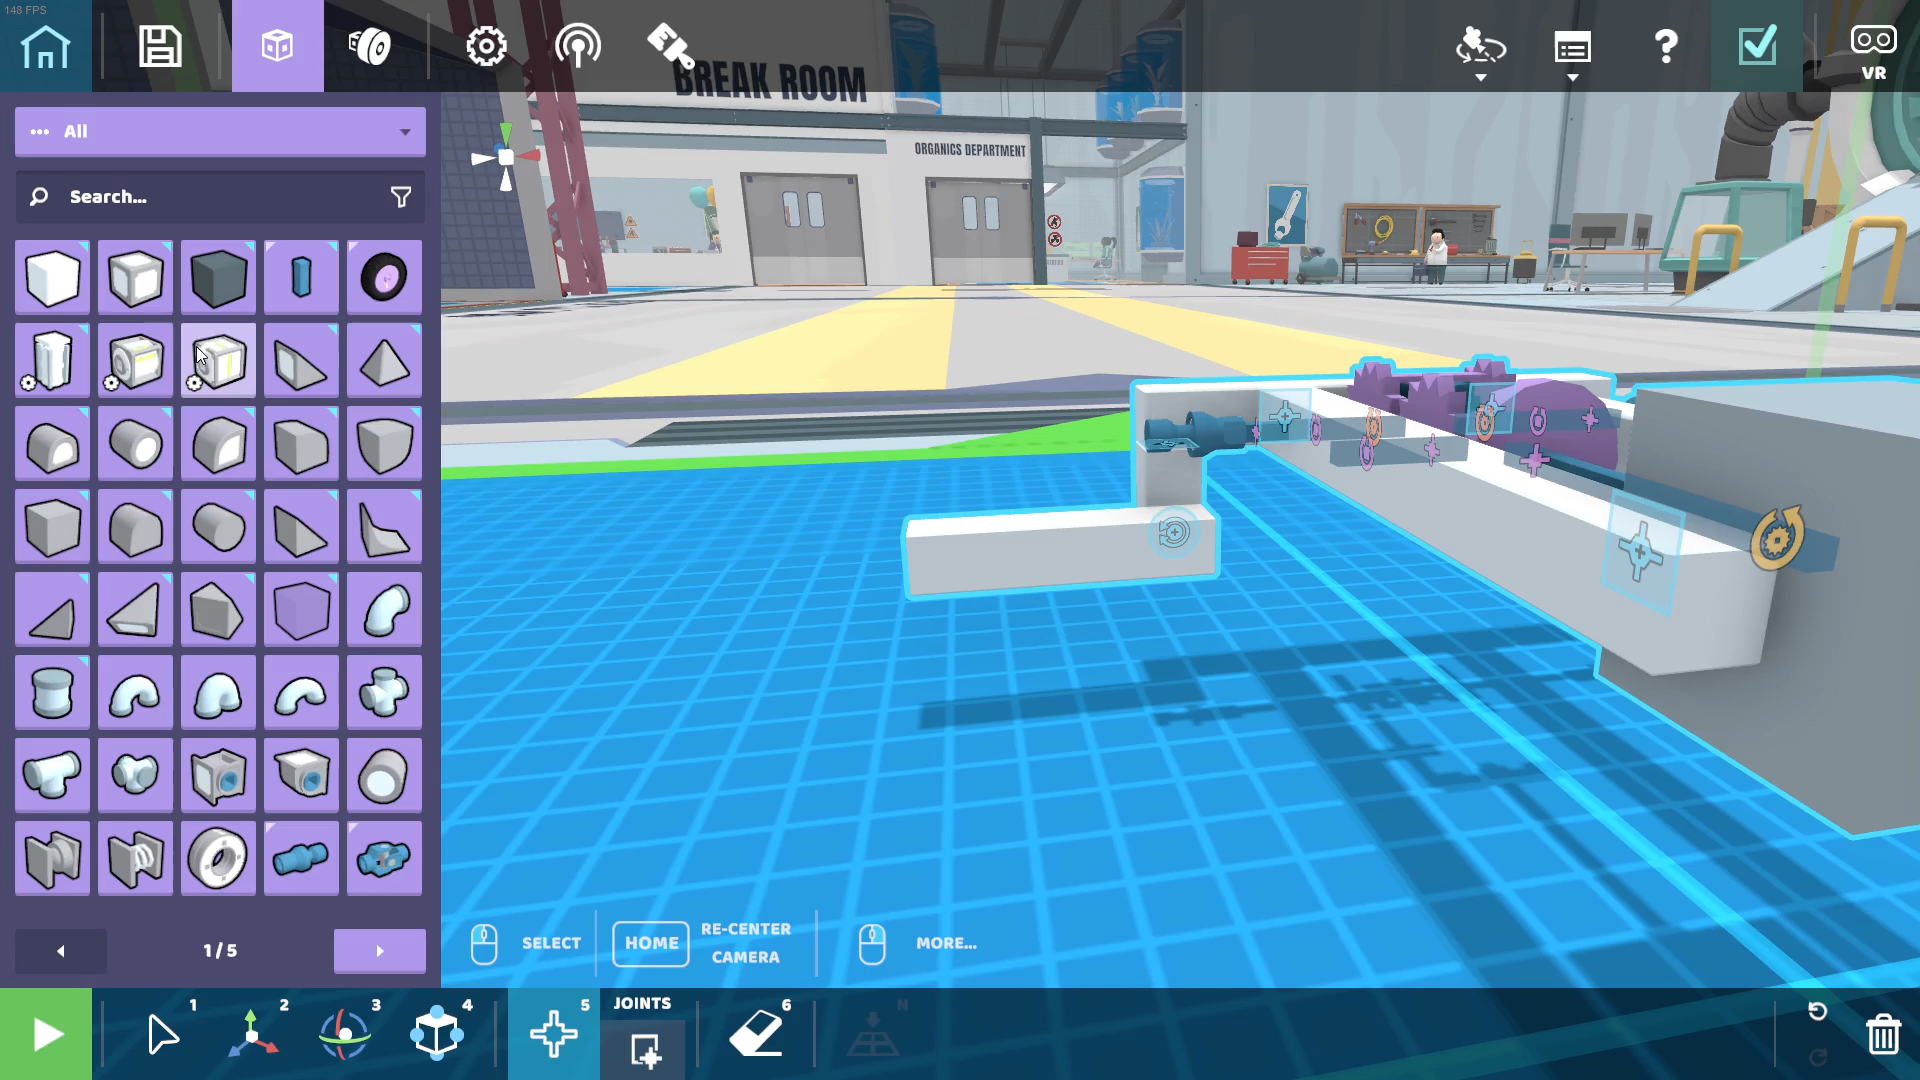 148 FPS
VR
BREAK ROOM
ORGANICS DEPARTMENT
All
Search...
1 / 5
SELECT
HOME
RE-CENTER
CAMERA
MORE...
1
2
3
4
5
JOINTS
6
N